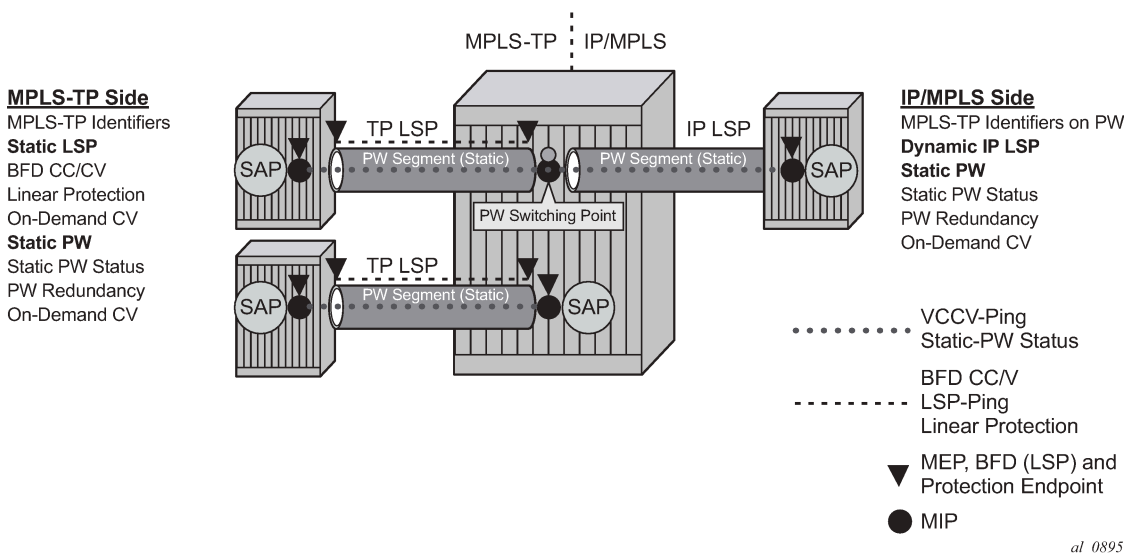 MPLS-TP IP/MPLS
MPLS-TP Side
MPLS-TP Identifiers
Static LSP
BFD CC/CV
Linear Protection
On-Demand CV
Static PW
Static PW Status
PW Redundancy
On-Demand CV
TP LSP
IP LSP
SAP
PW Segment (Static)
PW Segment (Static)
SAP
PW Switching Point
TP LSP
SAP
PW Segment (Static)
SAP
IP/MPLS Side
MPLS-TP Identifiers on PW
Dynamic IP LSP
Static PW
Static PW Status
PW Redundancy
On-Demand CV
VCCV-Ping
Static-PW Status
BFD CC/V
LSP-Ping
Linear Protection
MEP, BFD (LSP) and
Protection Endpoint
MIP
al_0895